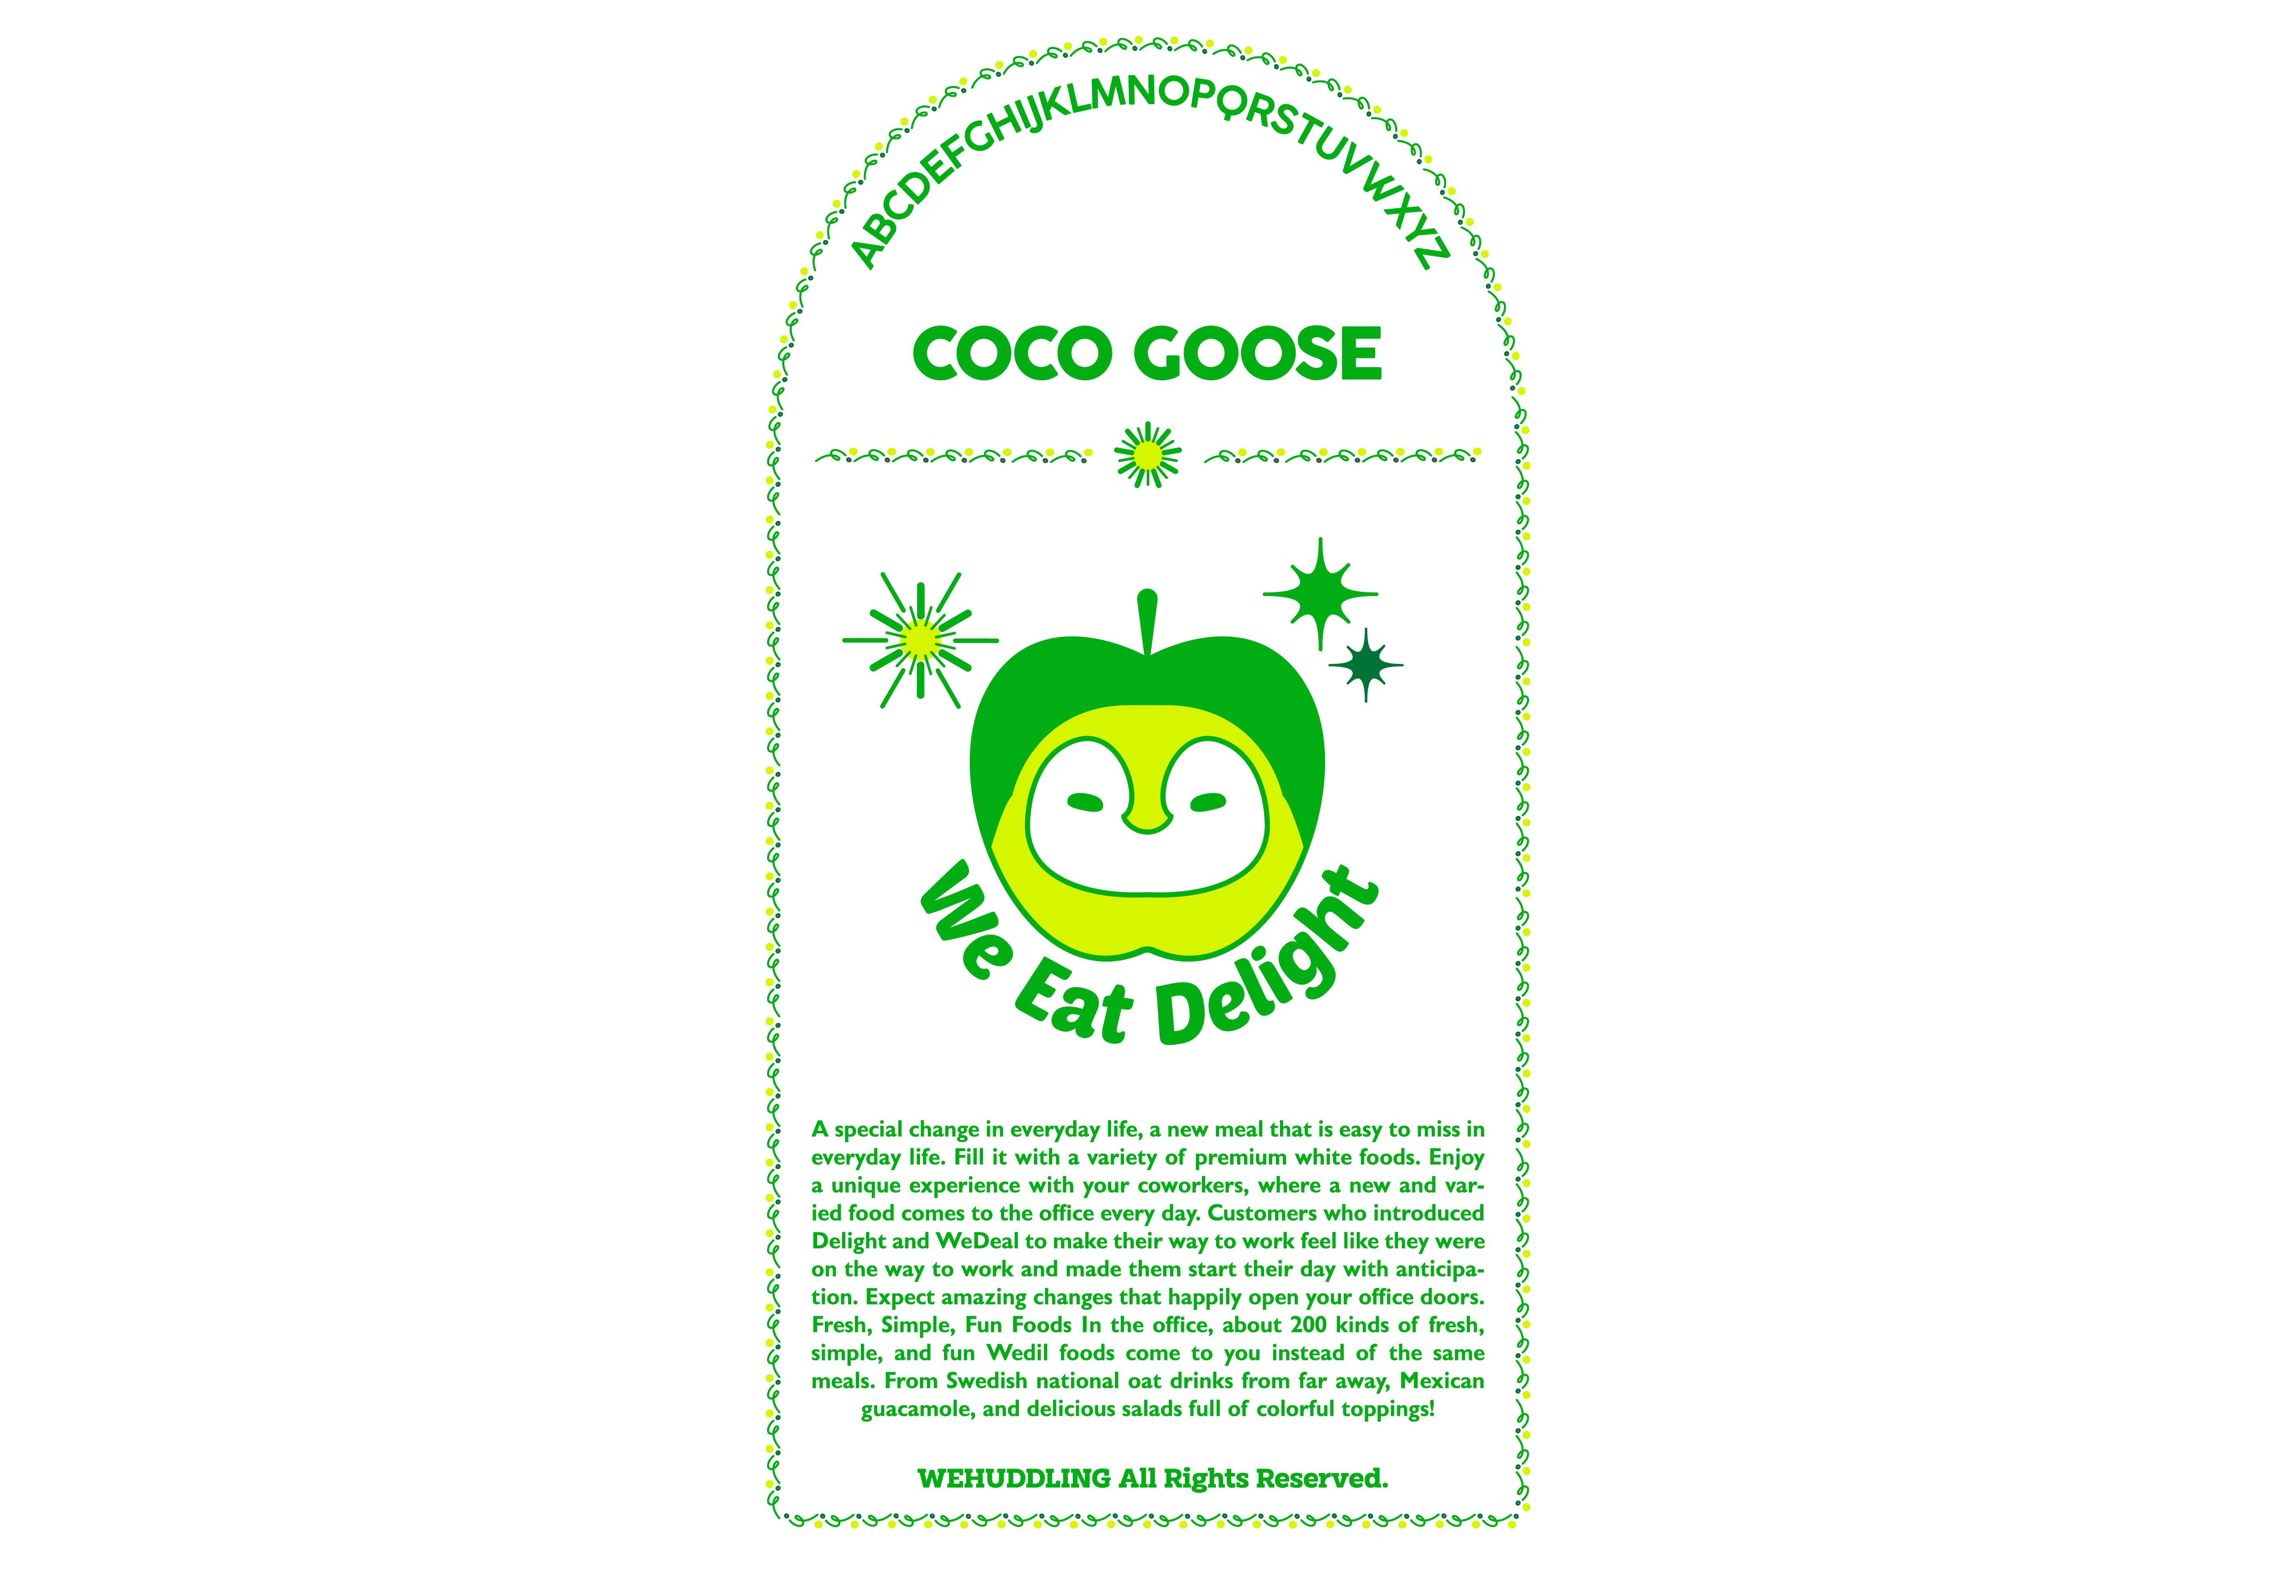 ABCDEFGHIJKLMNOPQRSTUVWXYZ
COCO GOOSE
We Eat Delight
A special change in everyday life, a new meal that is easy to miss in
everyday life. Fill it with a variety of premium white foods. Enjoy
a unique experience with your coworkers, where a new and var-
ied food comes to the office every day. Customers who introduced
Delight and WeDeal to make their way to work feel like they were
on the way to work and made them start their day with anticipa-
tion. Expect amazing changes that happily open your office doors.
Fresh, Simple, Fun Foods In the office, about 200 kinds of fresh,
simple, and fun Wedil foods come to you instead of the same
meals. From Swedish national oat drinks from far away, Mexican
guacamole, and delicious salads full of colorful toppings!
WEHUDDLING All Rights Reserved.